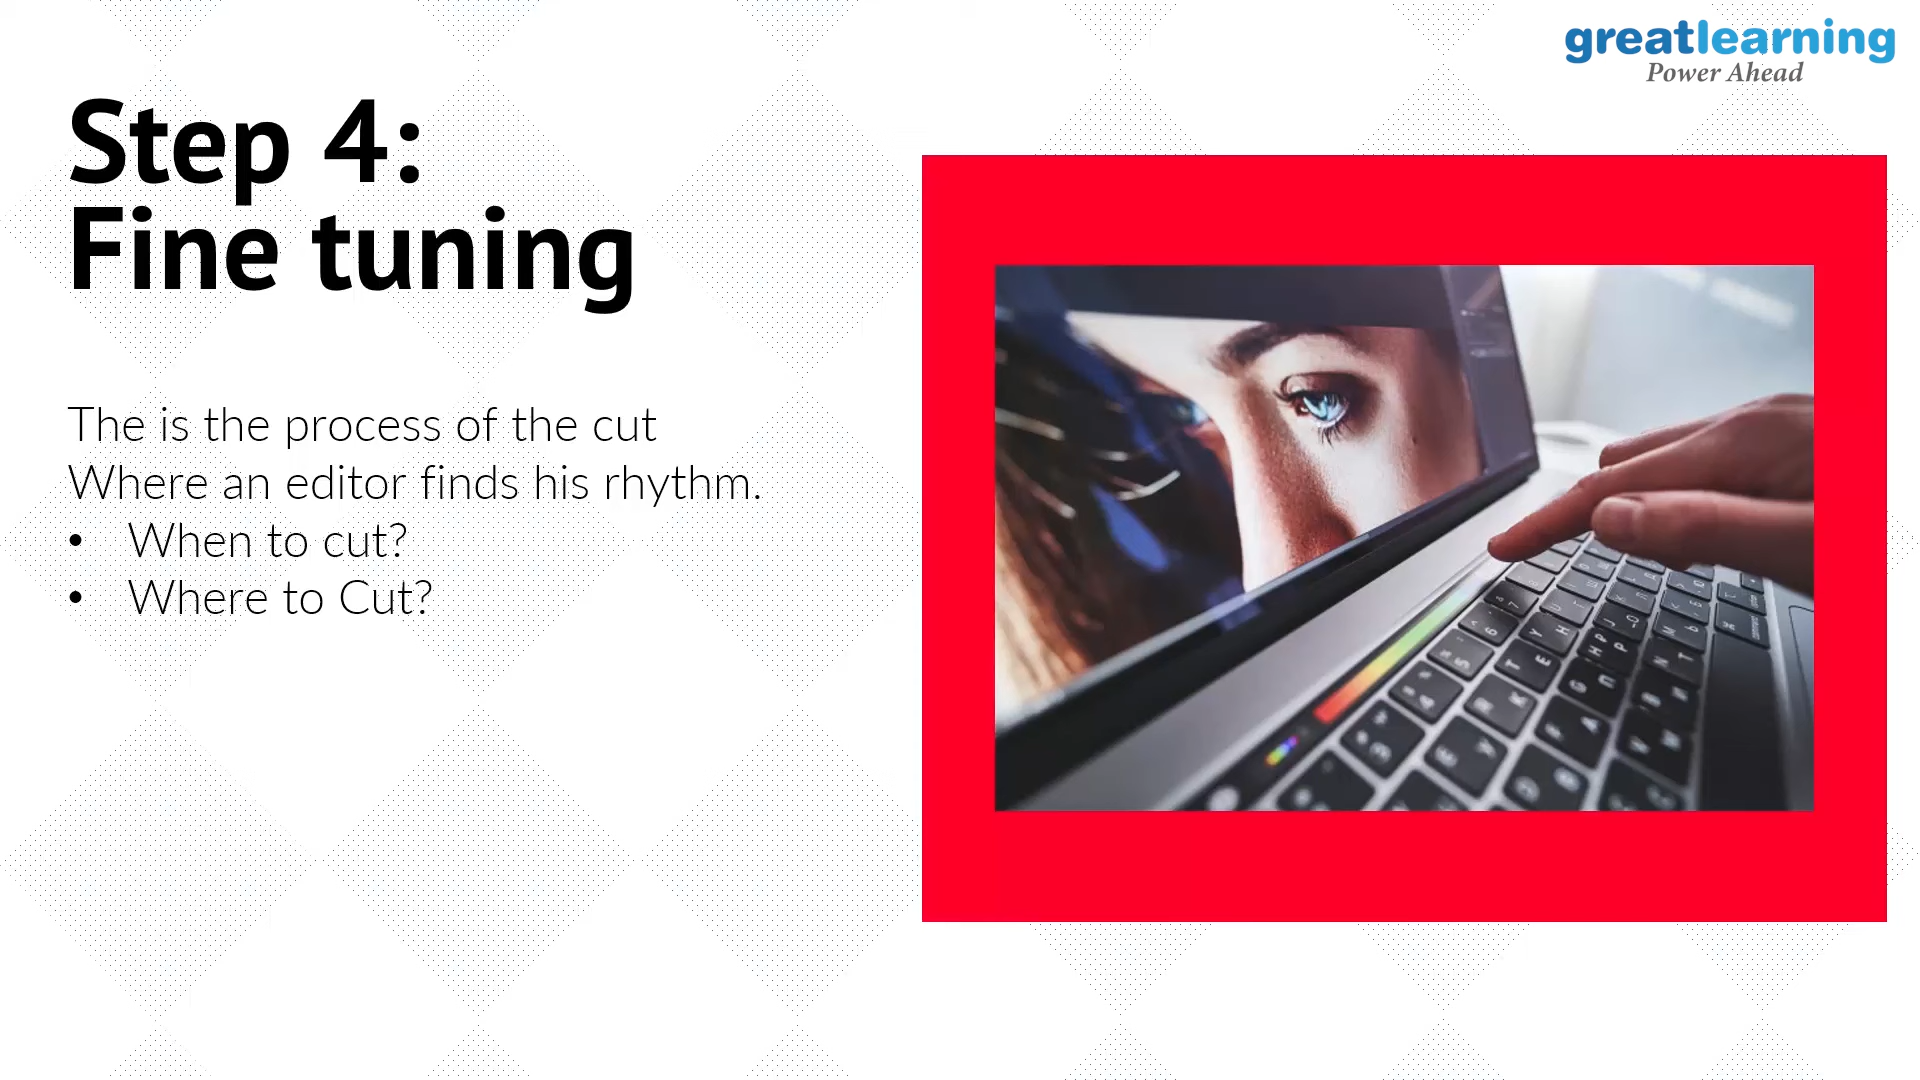 greatlearning
Power Ahead
Step 4:
Fine tuning
The is the process of the cut
Where an editor finds his rhythm.
• When to cut?
• Where to Cut?